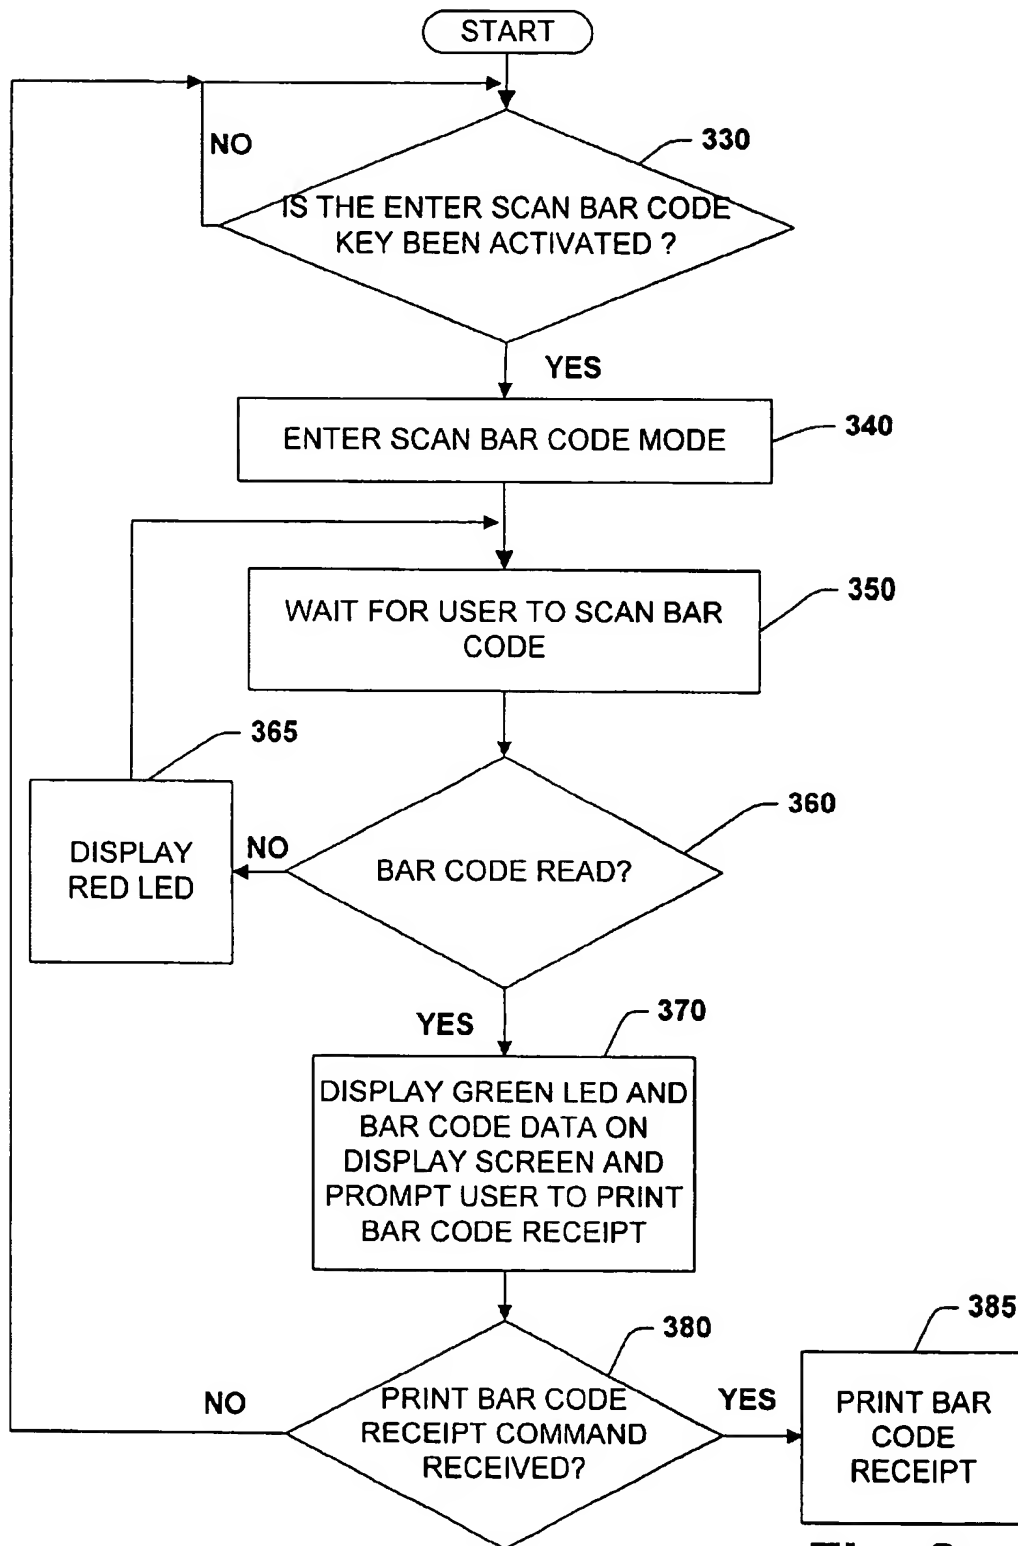 START
NO
330
IS THE ENTER SCAN BAR CODE
KEY BEEN ACTIVATED ?
YES
ENTER SCAN BAR CODE MODE
340
WAIT FOR USER TO SCAN BAR
CODE
350
365
DISPLAY
RED LED
NO
360
BAR CODE READ?
YES
370
DISPLAY GREEN LED AND
BAR CODE DATA ON
DISPLAY SCREEN AND
PROMPT USER TO PRINT
BAR CODE RECEIPT
380
385
NO
PRINT BAR CODE
RECEIPT COMMAND
RECEIVED?
YES
PRINT BAR
CODE
RECEIPT